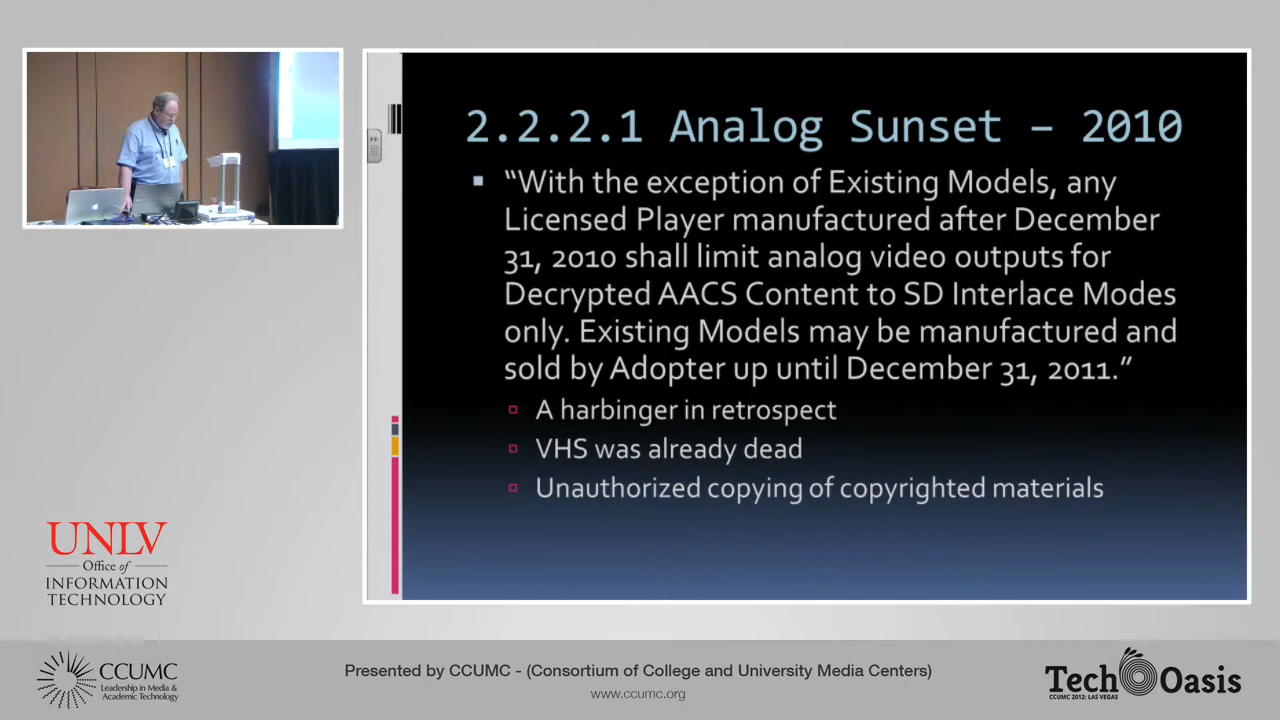 2.2.2.1 Analog Sunset – 2010
“With the exception of Existing Models, any
Licensed Player manufactured after December
31, 2010 shall limit analog video outputs for
Decrypted AACS Content to SD Interlace Modes
only. Existing Models may be manufactured and
sold by Adopter up until December 31, 2011.”
A harbinger in retrospect
VHS was already dead
Unauthorized copying of copyrighted materials
UNLV
Office of
INFORMATION
TECHNOLOGY
CCUMC
Leadership in Media &
Academic Technology
Presented by CCUMC - (Consortium of College and University Media Centers)
www.ccumc.org
Tech Oasis
CCUMC 2012: LAS VEGAS